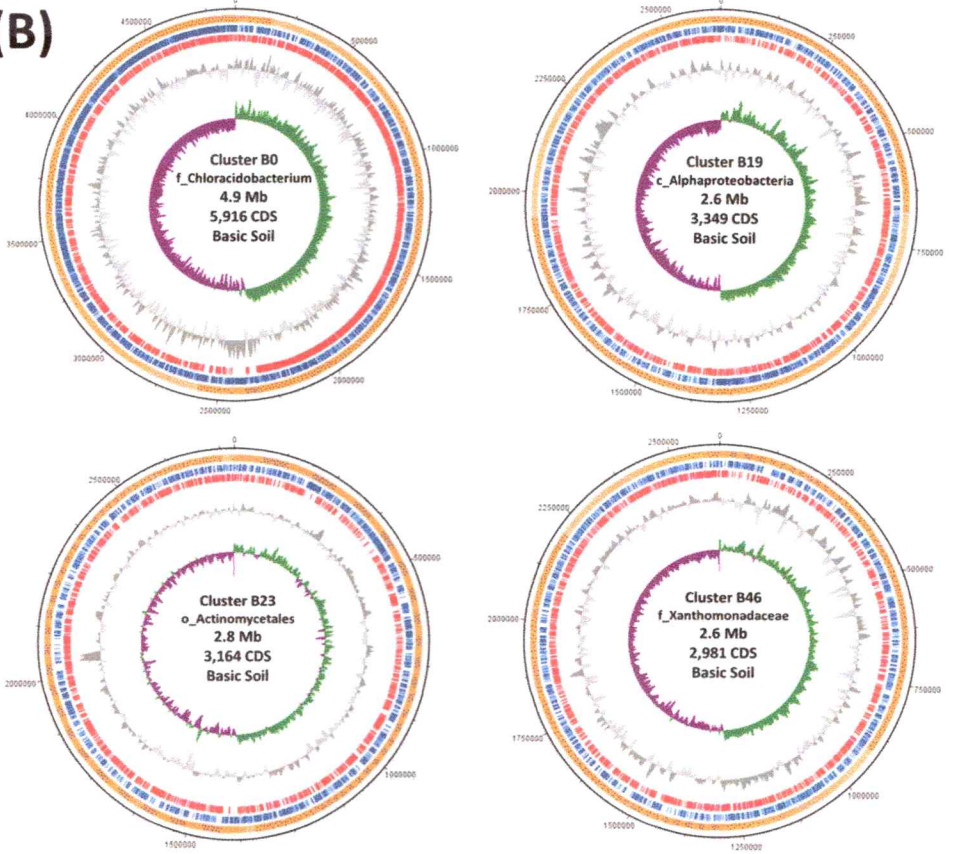 (B)
0
500000
1000000
1500000
2000000
2500000
3000000
3500000
4000000
4500000
Cluster B0
f_Chloracidobacterium
4.9 Mb
5,916 CDS
Basic Soil
250000
500000
750000
1000000
1250000
1500000
1750000
2000000
2250000
2500000
Cluster B19
c_Alphaproteobacteria
2.6 Mb
3,349 CDS
Basic Soil
0
500000
1000000
1500000
2000000
2500000
Cluster B23
o_Actinomycetales
2.8 Mb
3,164 CDS
Basic Soil
0
250000
500000
750000
1000000
1250000
1500000
1750000
2000000
2250000
2500000
Cluster B46
f_Xanthomonadaceae
2.6 Mb
2,981 CDS
Basic Soil